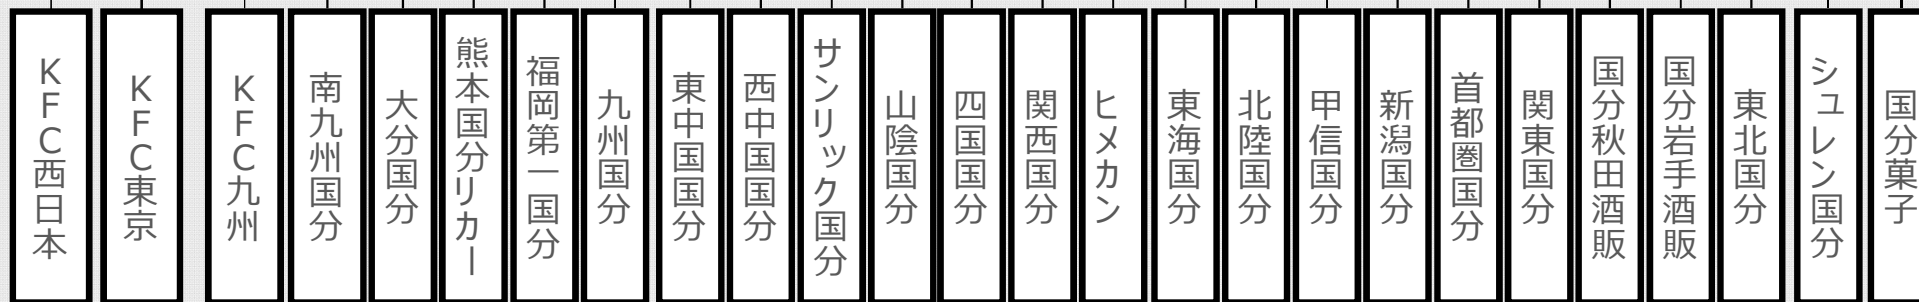 国分菓子
シュレン国分
東北国分
国分岩手酒販
国分秋田酒販
関東国分
首都圏国分
新潟国分
甲信国分
北陸国分
東海国分
ヒメカン
関西国分
四国国分
山陰国分
サンリック国分
西中国国分
東中国国分
九州国分
福岡第一国分
熊本国分リカー
大分国分
南九州国分
KFC九州
KFC東京
KFC西日本